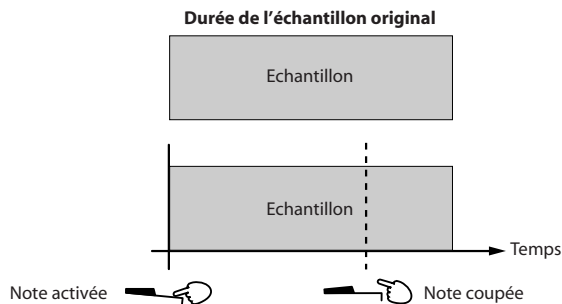 Durée de l'échantillon original
Echantillon
Echantillon
Temps
Note activée
Note coupée